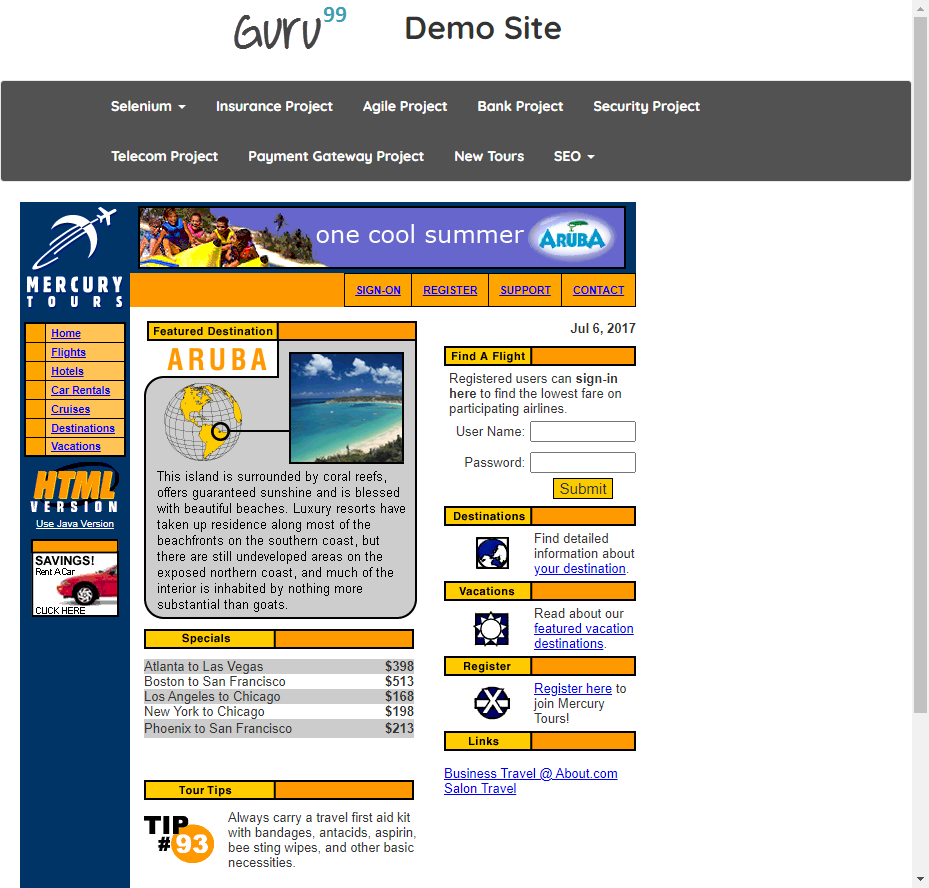 Guru99
Demo Site
Selenium
Insurance Project
Agile Project
Bank Project
Security Project
Telecom Project
Payment Gateway Project
New Tours
SEO
MERCURY
TOURS
one cool summer
ARUBA
SIGN-ON
REGISTER
SUPPORT
CONTACT
Home
Flights
Hotels
Car Rentals
Cruises
Destinations
Vacations
HTML
VERSION
Use Java Version
SAVINGS!
Rent A Car
CLICK HERE
Featured Destination
ARUBA
This island is surrounded by coral reefs,
offers guaranteed sunshine and is blessed
with beautiful beaches. Luxury resorts have
taken up residence along most of the
beachfronts on the southern coast, but
there are still undeveloped areas on the
exposed northern coast, and much of the
interior is inhabited by nothing more
substantial than goats.
Specials
Atlanta to Las Vegas $398
Boston to San Francisco $513
Los Angeles to Chicago $168
New York to Chicago $198
Phoenix to San Francisco $213
Tour Tips
TIP
#93
Always carry a travel first aid kit
with bandages, antacids, aspirin,
bee sting wipes, and other basic
necessities.
Jul 6, 2017
Find A Flight
Registered users can sign-in
here to find the lowest fare on
participating airlines.
User Name:
Password:
Submit
Destinations
Find detailed
information about
your destination.
Vacations
Read about our
featured vacation
destinations.
Register
Register here to
join Mercury
Tours!
Links
Business Travel @ About.com
Salon Travel